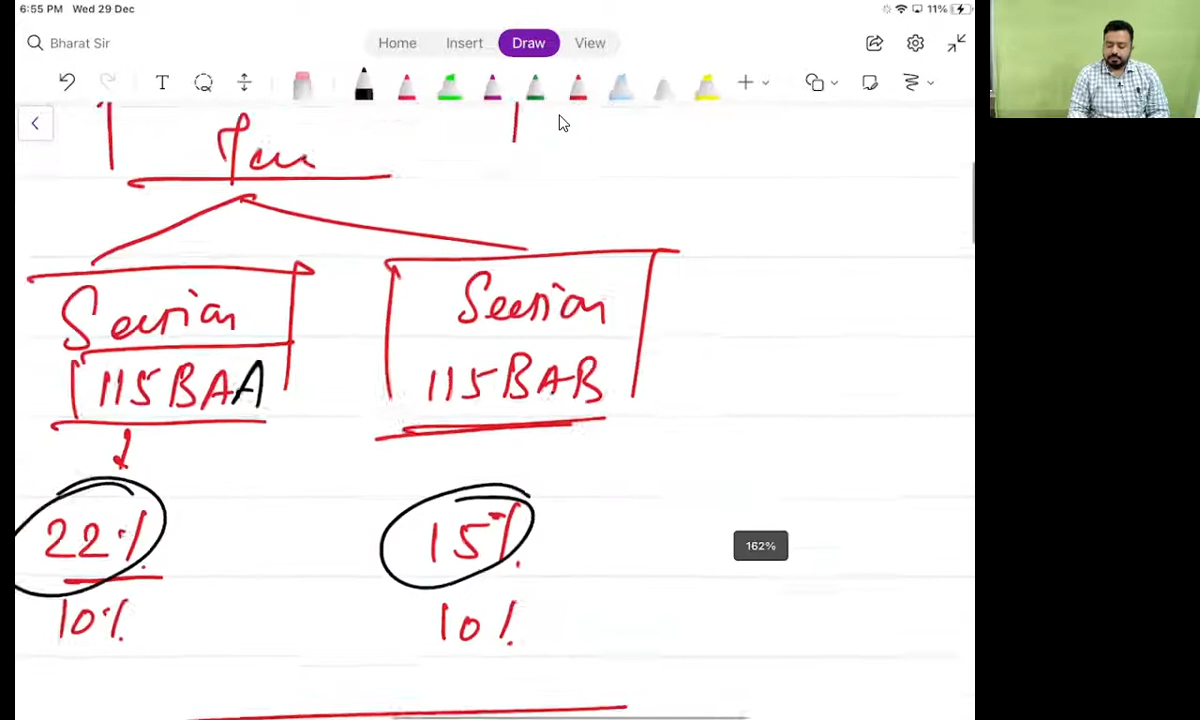 6:55 PM Wed 29 Dec
11%
Bharat Sir
Home Insert Draw View
T
Section
115BAA
Section
115BAB
22%
15%
162%
10%
10%